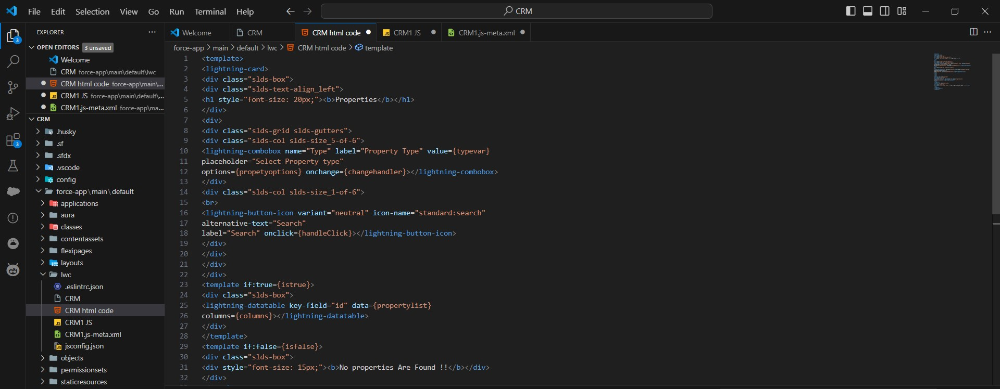 File Edit Selection View Go Run Terminal Help
CRM
EXPLORER
OPEN EDITORS 3 unsaved
Welcome
CRM force-app\main\default\lwc
CRM html code force-app\main\...
CRM1 JS force-app\main\default\...
CRM1.js-meta.xml force-app\ma...
CRM
.husky
.sf
.sfdx
.vscode
config
force-app\main\default
applications
aura
classes
contentassets
flexipages
layouts
lwc
.eslintrc.json
CRM
CRM html code
CRM1 JS
CRM1.js-meta.xml
jsconfig.json
objects
permissionsets
staticresources
3
3
Welcome CRM CRM html code CRM1 JS CRM1.js-meta.xml
force-app > main > default > lwc > CRM html code > template
1 <template>
2 <lightning-card>
3 <div class="slds-box">
4 <div class="slds-text-align_left">
5 <h1 style="font-size: 20px;"><b>Properties</b></h1>
6 </div>
7 <div>
8 <div class="slds-grid slds-gutters">
9 <div class="slds-col slds-size_5-of-6">
10 <lightning-combobox name="Type" label="Property Type" value={typevar}
11 placeholder="Select Property type"
12 options={propetyoptions} onchange={changehandler}></lightning-combobox>
13 </div>
14 <div class="slds-col slds-size_1-of-6">
15 <br>
16 <lightning-button-icon variant="neutral" icon-name="standard:search"
17 alternative-text="Search"
18 label="Search" onclick={handleClick}></lightning-button-icon>
19 </div>
20 </div>
21 </div>
22 </div>
23 <template if:true={istrue}>
24 <div class="slds-box">
25 <lightning-datatable key-field="id" data={propertylist}
26 columns={columns}></lightning-datatable>
27 </div>
28 </template>
29 <template if:false={isfalse}>
30 <div class="slds-box">
31 <div style="font-size: 15px;"><b>No properties Are Found !!</b></div>
32 </div>